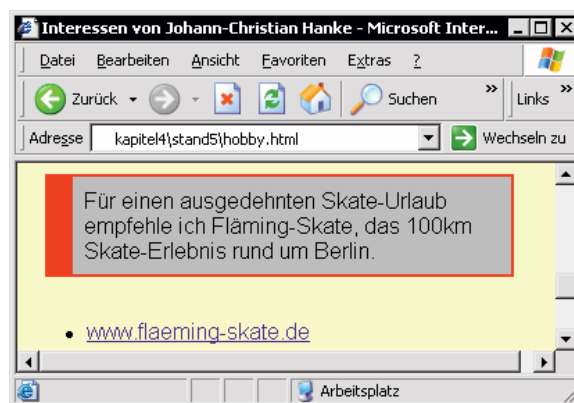 Interessen von Johann-Christian Hanke - Microsoft Inter...
Datei Bearbeiten Ansicht Favoriten Extras ?
Zurück Suchen » Links »
Adresse kapitel4\stand5\hobby.html Wechseln zu
Für einen ausgedehnten Skate-Urlaub
empfehle ich Fläming-Skate, das 100km
Skate-Erlebnis rund um Berlin.
• www.flaeming-skate.de
Arbeitsplatz